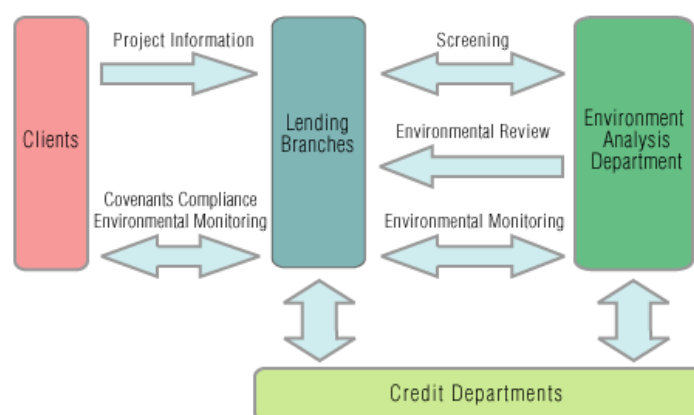 Project Information
Screening
Clients
Lending
Branches
Environment
Analysis
Department
Environmental Review
Covenants Compliance
Environmental Monitoring
Environmental Monitoring
Credit Departments